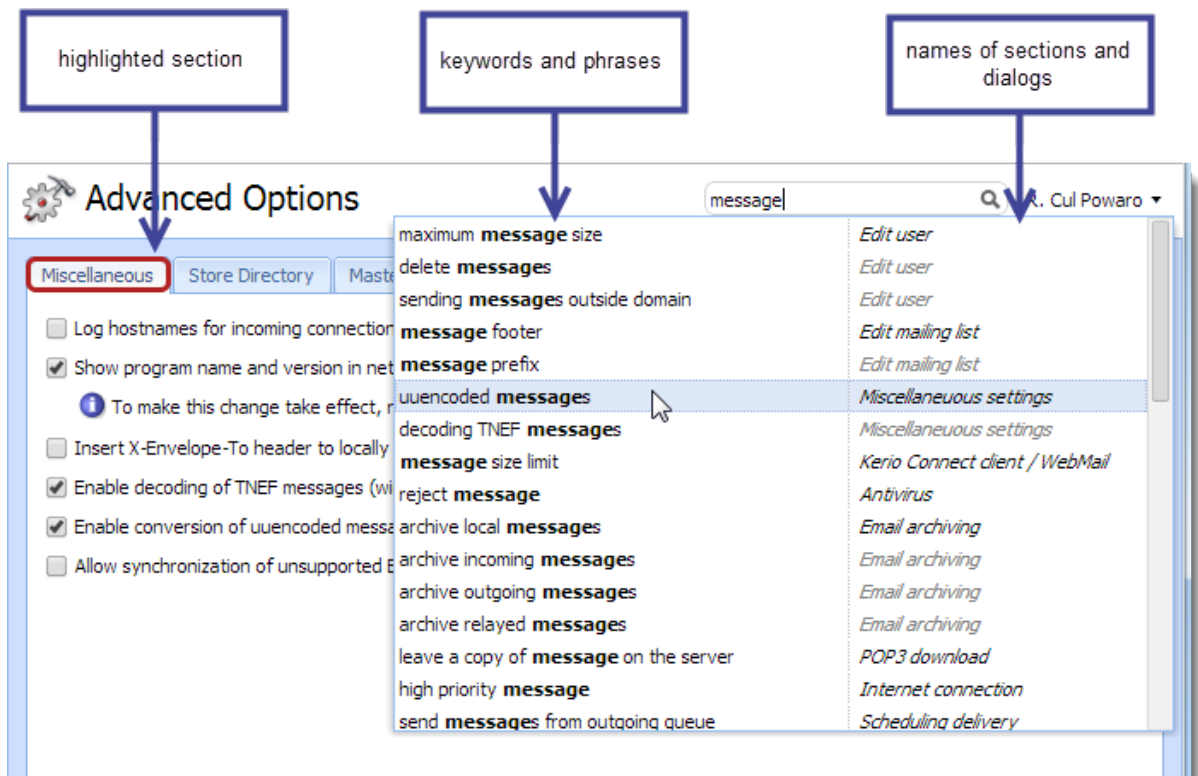 highlighted section
keywords and phrases
names of sections and
dialogs
Advanced Options
message
. Cul Powaro
Miscellaneous
Store Directory
Maste
Log hostnames for incoming connection
Show program name and version in net
To make this change take effect, r
Insert X-Envelope-To header to locally
Enable decoding of TNEF messages (wi
Enable conversion of uuencoded messa
Allow synchronization of unsupported E
maximum message size Edit user
delete messages Edit user
sending messages outside domain Edit user
message footer Edit mailing list
message prefix Edit mailing list
uuencoded messages Miscellaneuous settings
decoding TNEF messages Miscellaneuous settings
message size limit Kerio Connect client / WebMail
reject message Antivirus
archive local messages Email archiving
archive incoming messages Email archiving
archive outgoing messages Email archiving
archive relayed messages Email archiving
leave a copy of message on the server POP3 download
high priority message Internet connection
send messages from outgoing queue Scheduling delivery